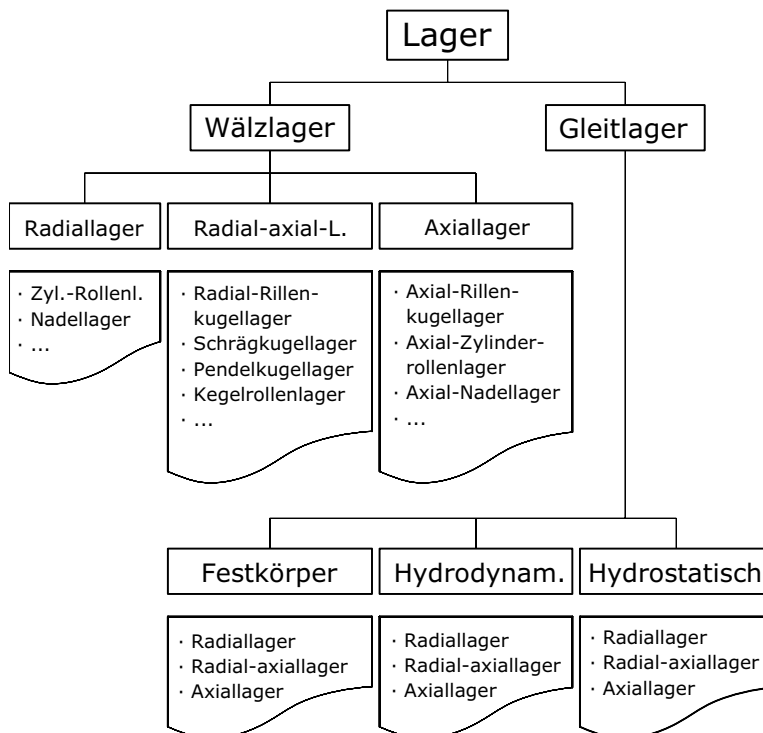 Lager
Wälzlager
Gleitlager
Radiallager
Radial-axial-L.
Axiallager
· Zyl.-Rollenl.
· Nadellager
· ...
· Radial-Rillen-
kugellager
· Schrägkugellager
· Pendelkugellager
· Kegelrollenlager
· ...
· Axial-Rillen-
kugellager
· Axial-Zylinder-
rollenlager
· Axial-Nadellager
· ...
Festkörper
Hydrodynam.
Hydrostatisch
· Radiallager
· Radial-axiallager
· Axiallager
· Radiallager
· Radial-axiallager
· Axiallager
· Radiallager
· Radial-axiallager
· Axiallager